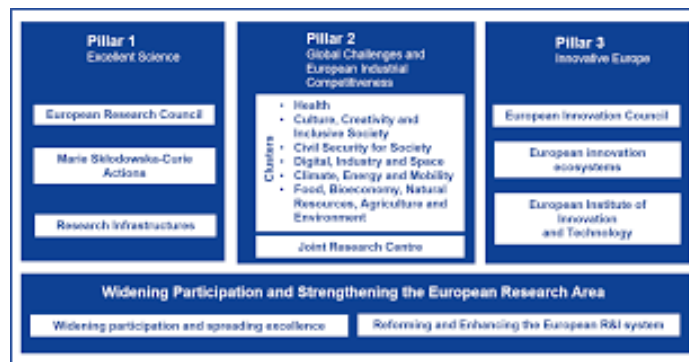 Pillar 1
Excellent Science
European Research Council
Marie Skłodowska-Curie
Actions
Research Infrastructures
Pillar 2
Global Challenges and
European Industrial
Competitiveness
Clusters
• Health
• Culture, Creativity and
Inclusive Society
• Civil Security for Society
• Digital, Industry and Space
• Climate, Energy and Mobility
• Food, Bioeconomy, Natural
Resources, Agriculture and
Environment
Joint Research Centre
Pillar 3
Innovative Europe
European Innovation Council
European innovation
ecosystems
European Institute of
Innovation
and Technology
Widening Participation and Strengthening the European Research Area
Widening participation and spreading excellence
Reforming and Enhancing the European R&I system